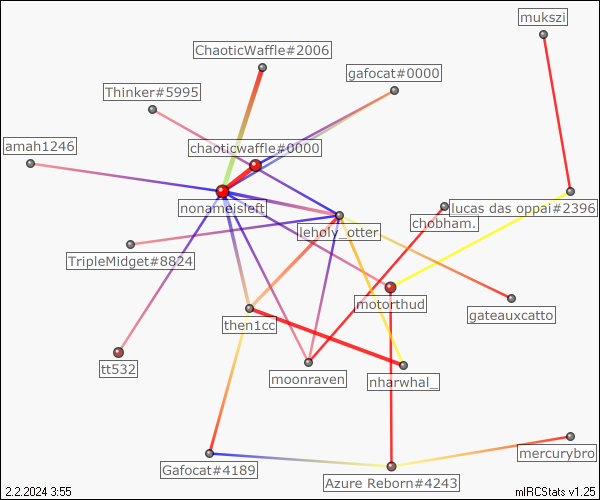 mukszi
ChaoticWaffle#2006
gafocat#0000
Thinker#5995
amah1246
chaoticwaffle#0000
nonameisleft
lucas das oppai#2396
chobham.
leholy_otter
TripleMidget#8824
motorthud
gateauxcatto
then1cc
tt532
moonraven
nharwhal_
mercurybro
Gafocat#4189
Azure Reborn#4243
2.2.2024 3:55
mIRCStats v1.25